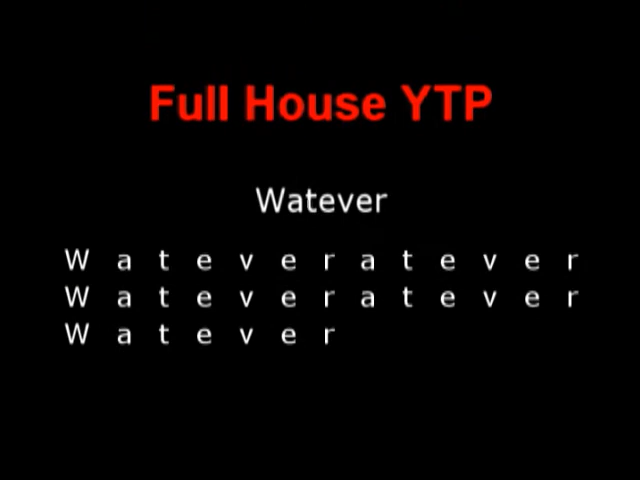 Full House YTP
Watever
W a t e v e r a t e v e r
W a t e v e r a t e v e r
W a t e v e r